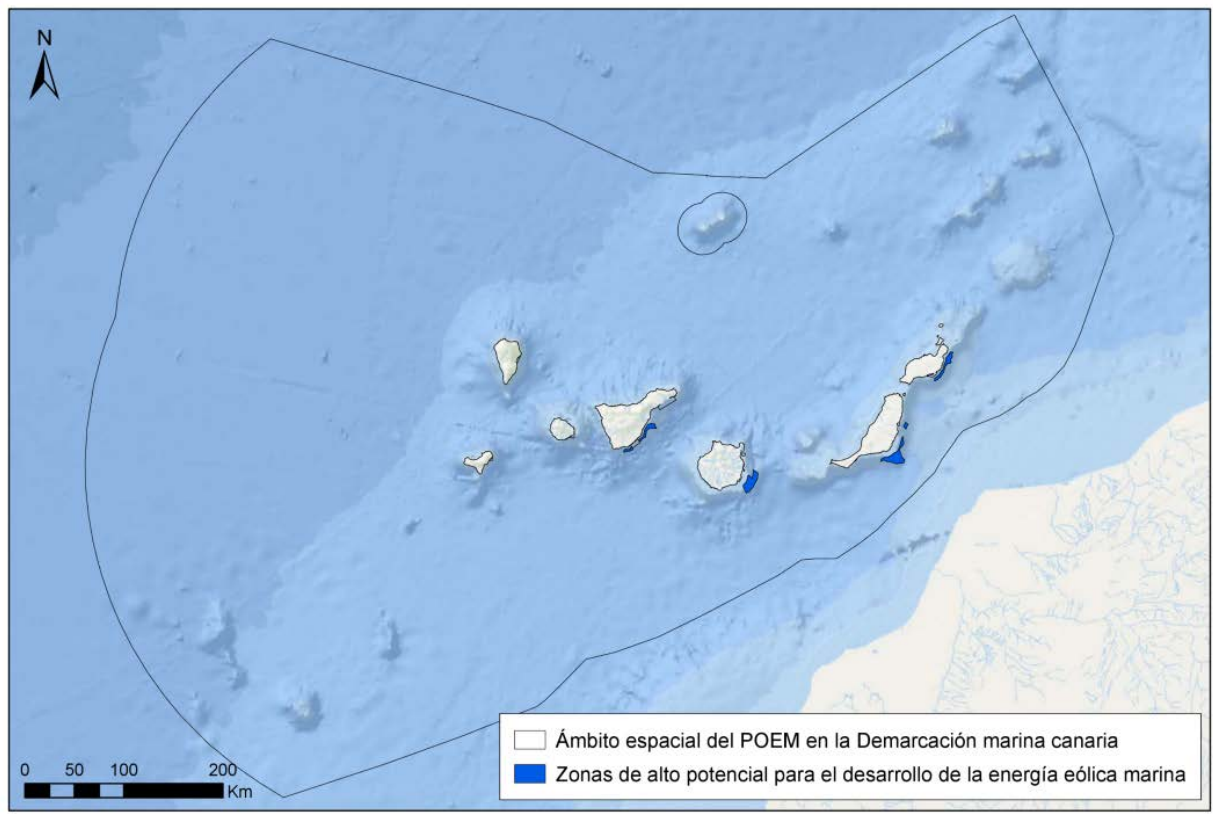 N
Ámbito espacial del POEM en la Demarcación marina canaria
Zonas de alto potencial para el desarrollo de la energía eólica marina
0 50 100 200
Km